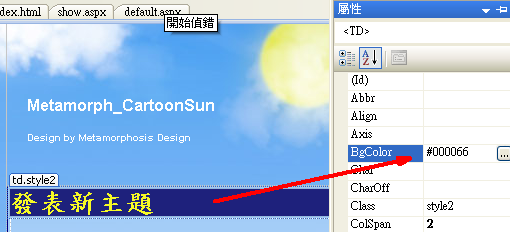 dex.html show.aspx default.aspx
開始偵錯
Metamorph_CartoonSun
Design by Metamorphosis Design
td.style2
發表新主題
屬性
<TD>
(Id)
Abbr
Align
Axis
BgColor #000066 ...
Char
CharOff
Class style2
ColSpan 2